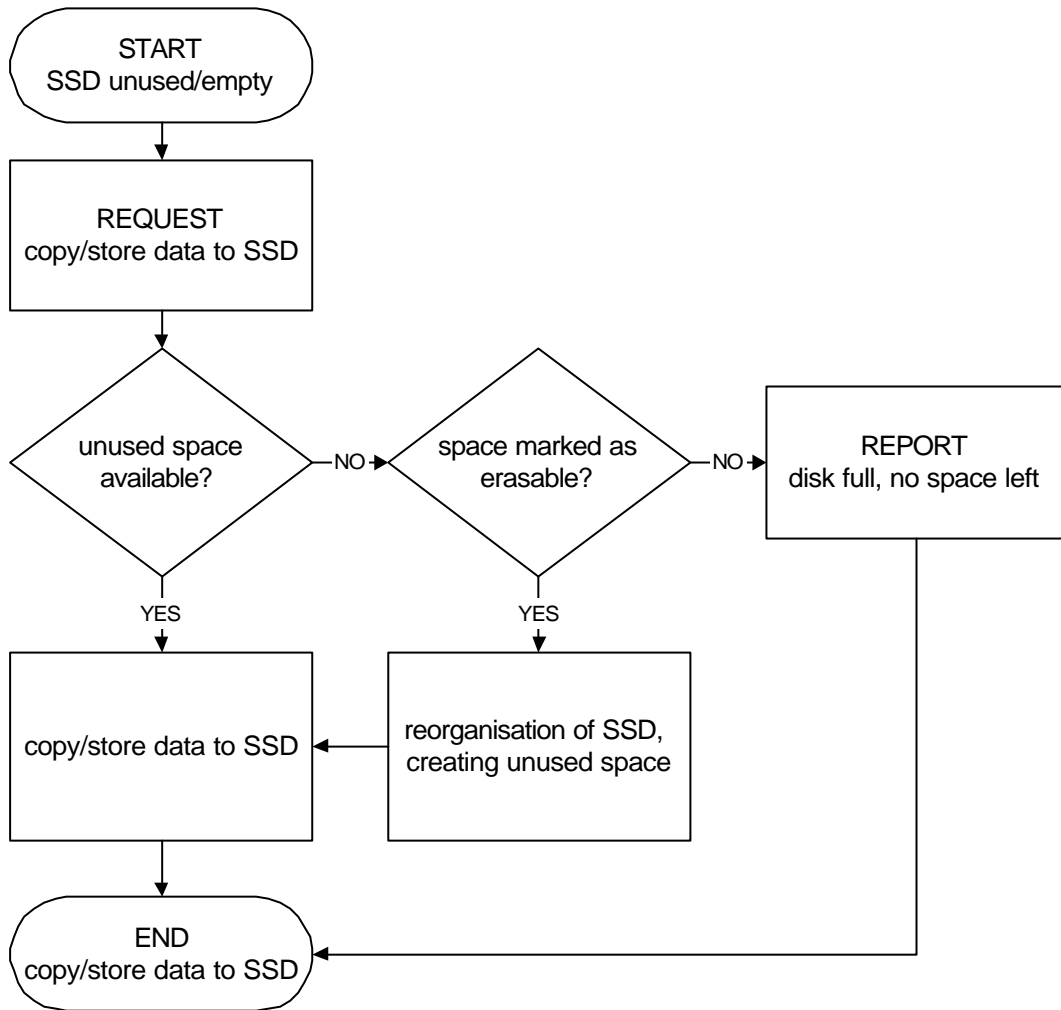 START
SSD unused/empty
REQUEST
copy/store data to SSD
unused space
available?
NO
space marked as
erasable?
NO
REPORT
disk full, no space left
YES
YES
copy/store data to SSD
reorganisation of SSD,
creating unused space
END
copy/store data to SSD